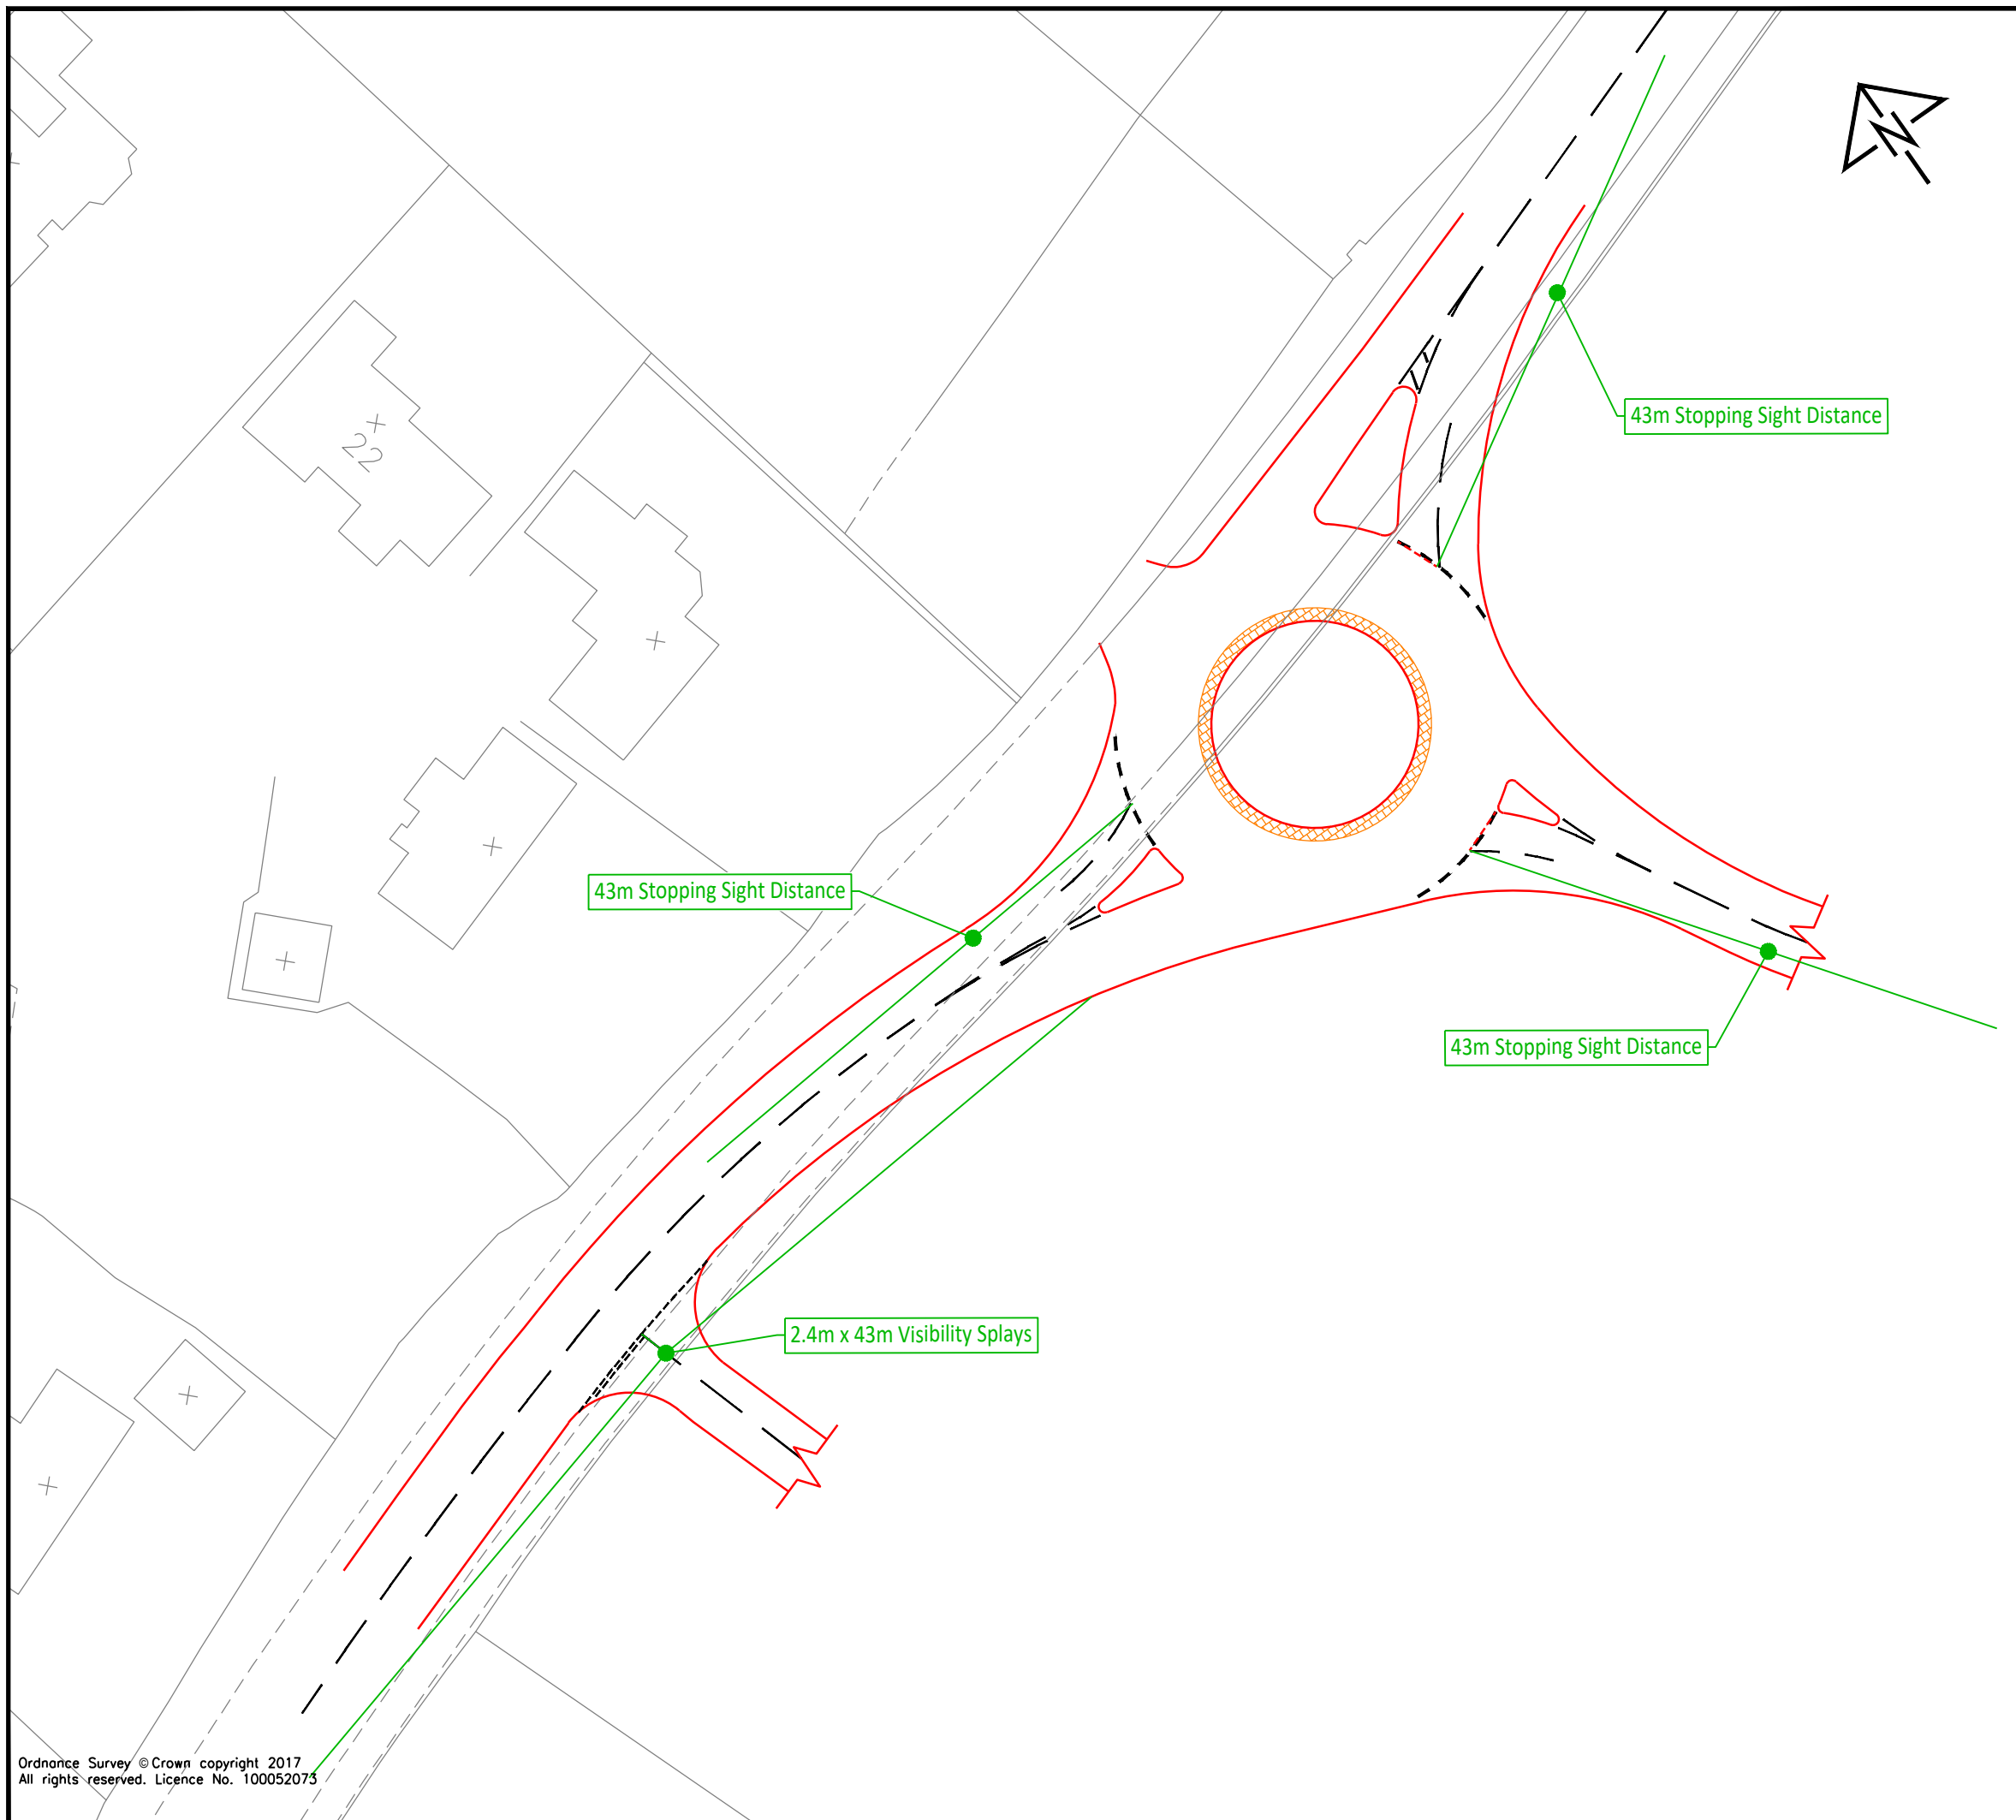 N
43m Stopping Sight Distance
22
43m Stopping Sight Distance
43m Stopping Sight Distance
2.4m x 43m Visibility Splays
Ordnance Survey © Crown copyright 2017
All rights reserved. Licence No. 100052073